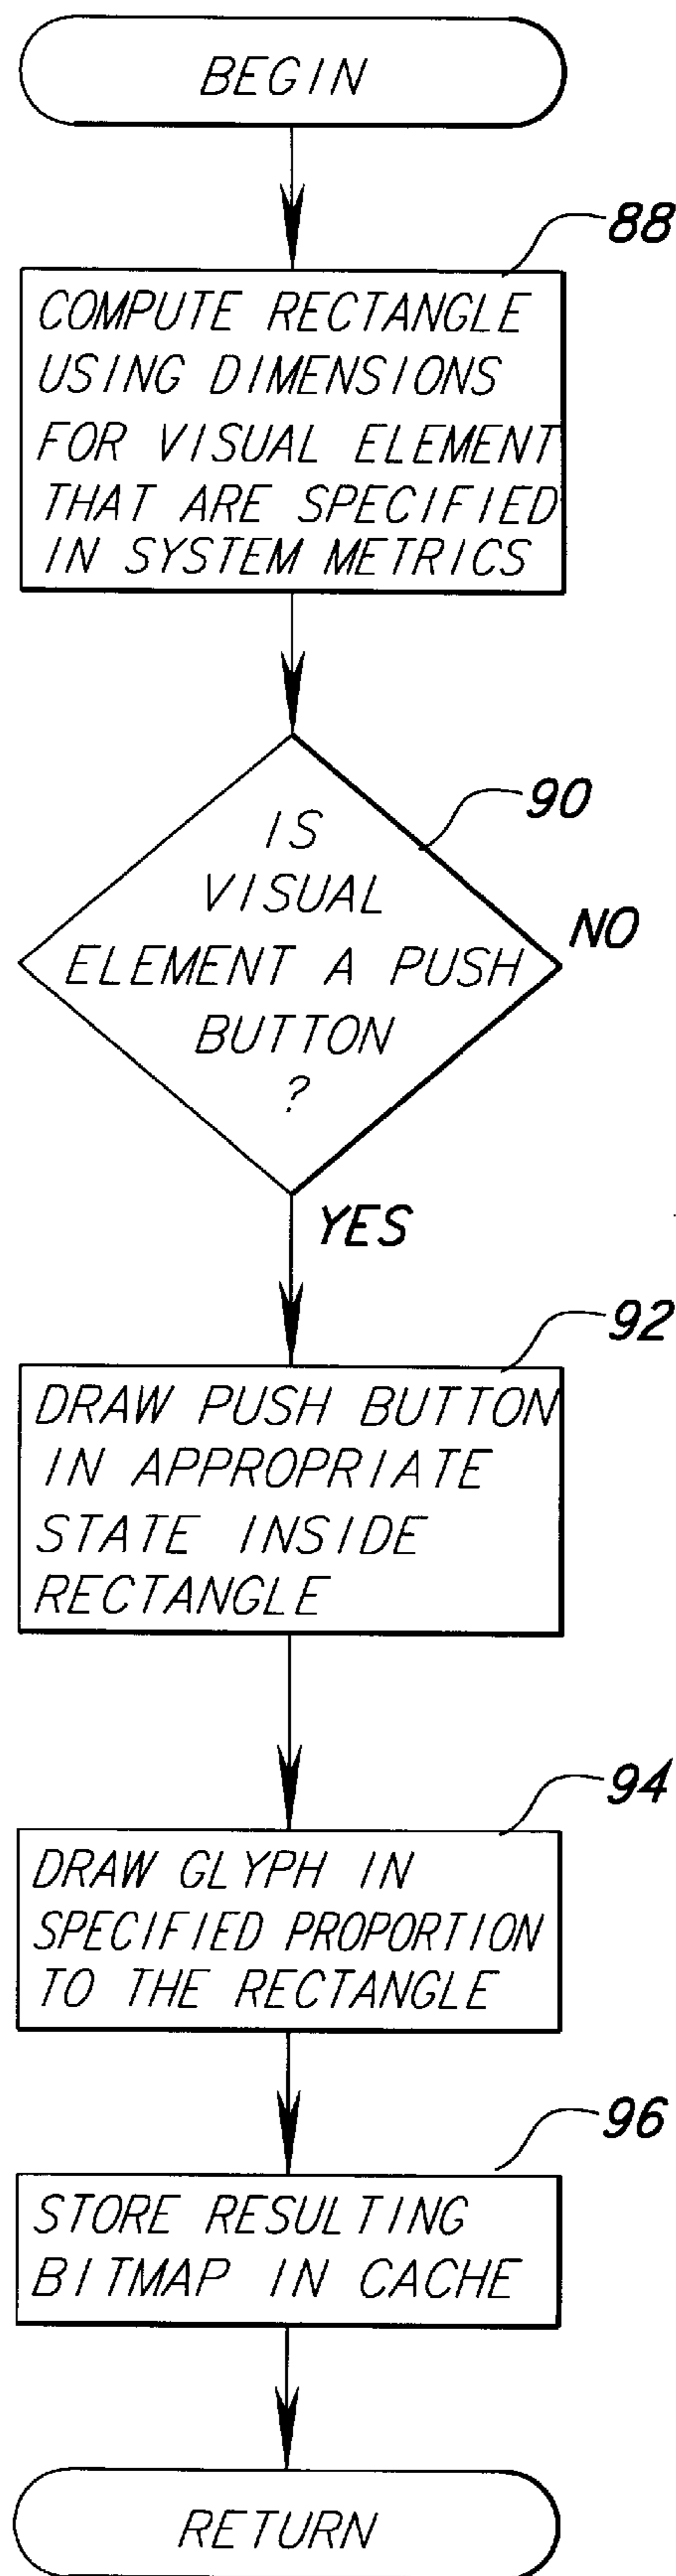 BEGIN
88
COMPUTE RECTANGLE
USING DIMENSIONS
FOR VISUAL ELEMENT
THAT ARE SPECIFIED
IN SYSTEM METRICS
90
IS
VISUAL
ELEMENT A PUSH
BUTTON
?
NO
YES
92
DRAW PUSH BUTTON
IN APPROPRIATE
STATE INSIDE
RECTANGLE
94
DRAW GLYPH IN
SPECIFIED PROPORTION
TO THE RECTANGLE
96
STORE RESULTING
BITMAP IN CACHE
RETURN